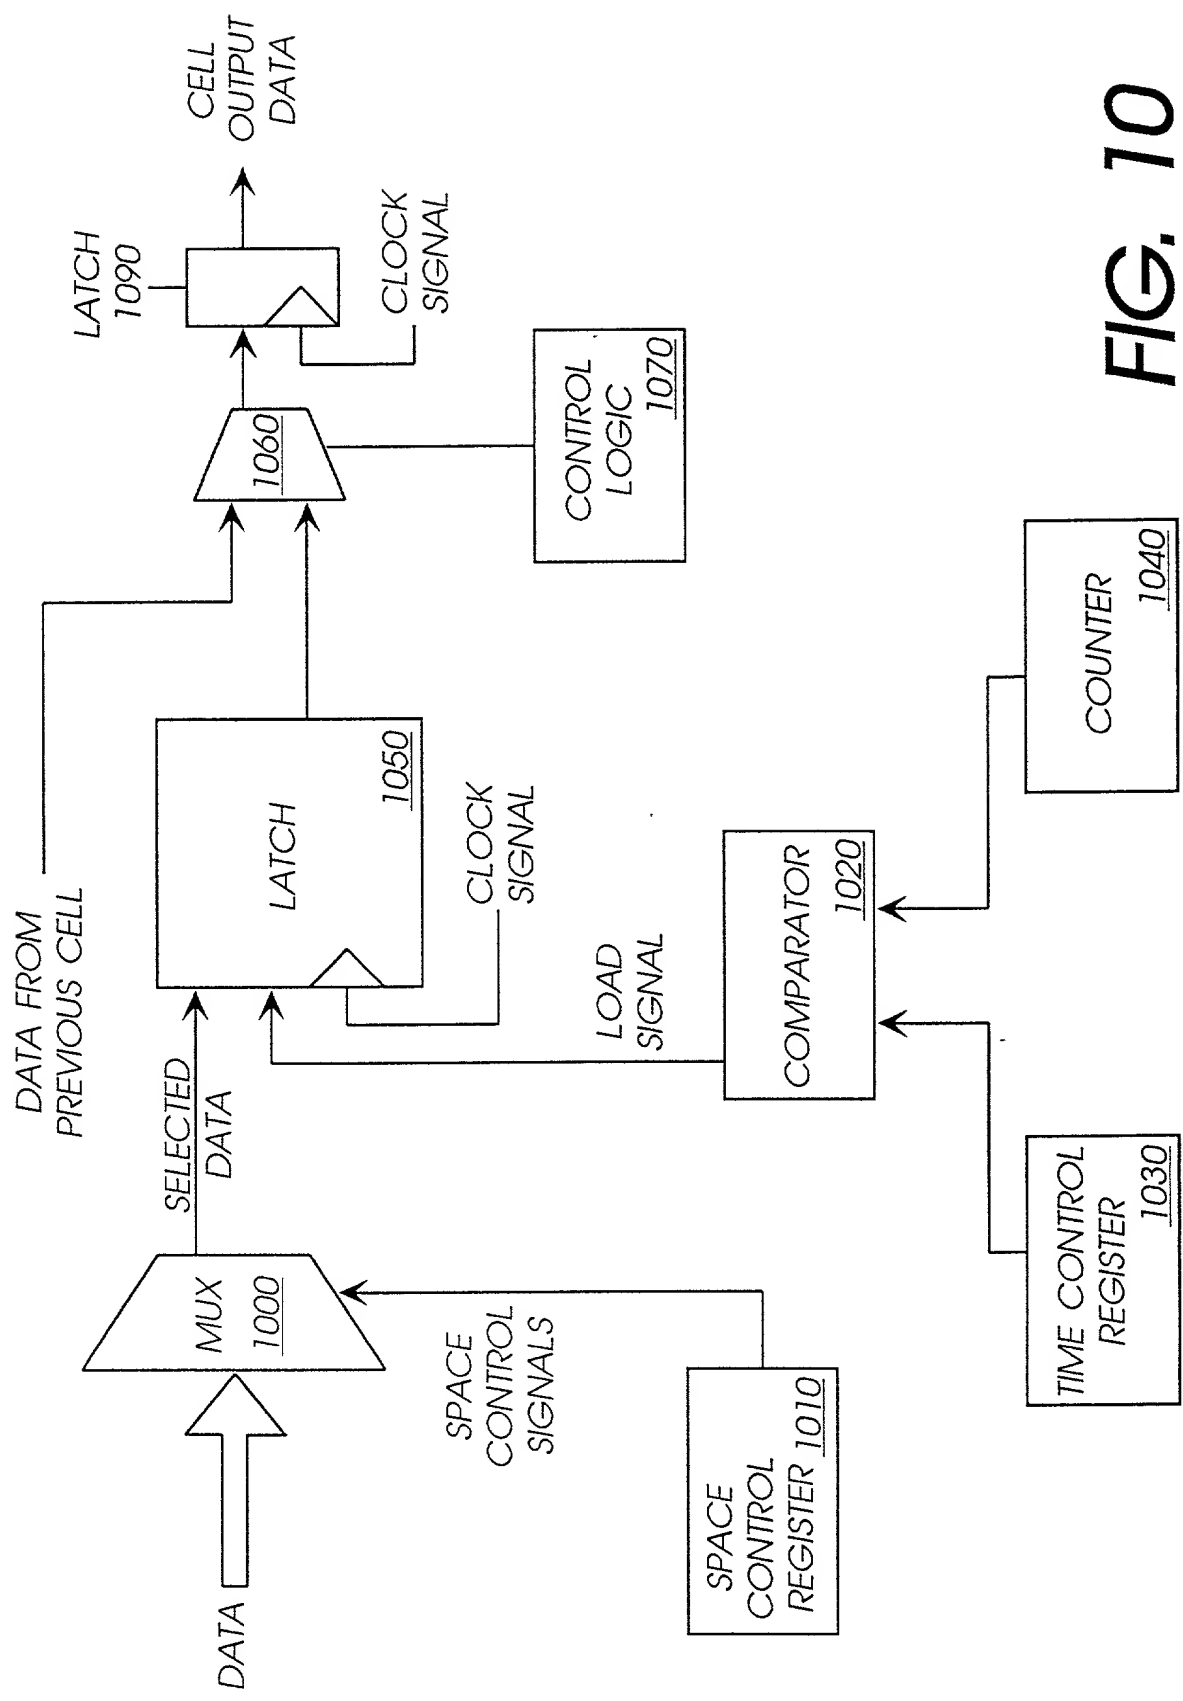 DATA
MUX
1000
SELECTED
DATA
SPACE
CONTROL
SIGNALS
SPACE
CONTROL
REGISTER 1010
DATA FROM
PREVIOUS CELL
LATCH
1050
CLOCK
SIGNAL
LOAD
SIGNAL
COMPARATOR
1020
TIME CONTROL
REGISTER
1030
COUNTER
1040
1060
CONTROL
LOGIC
1070
LATCH
1090
CLOCK
SIGNAL
CELL
OUTPUT
DATA
FIG. 10